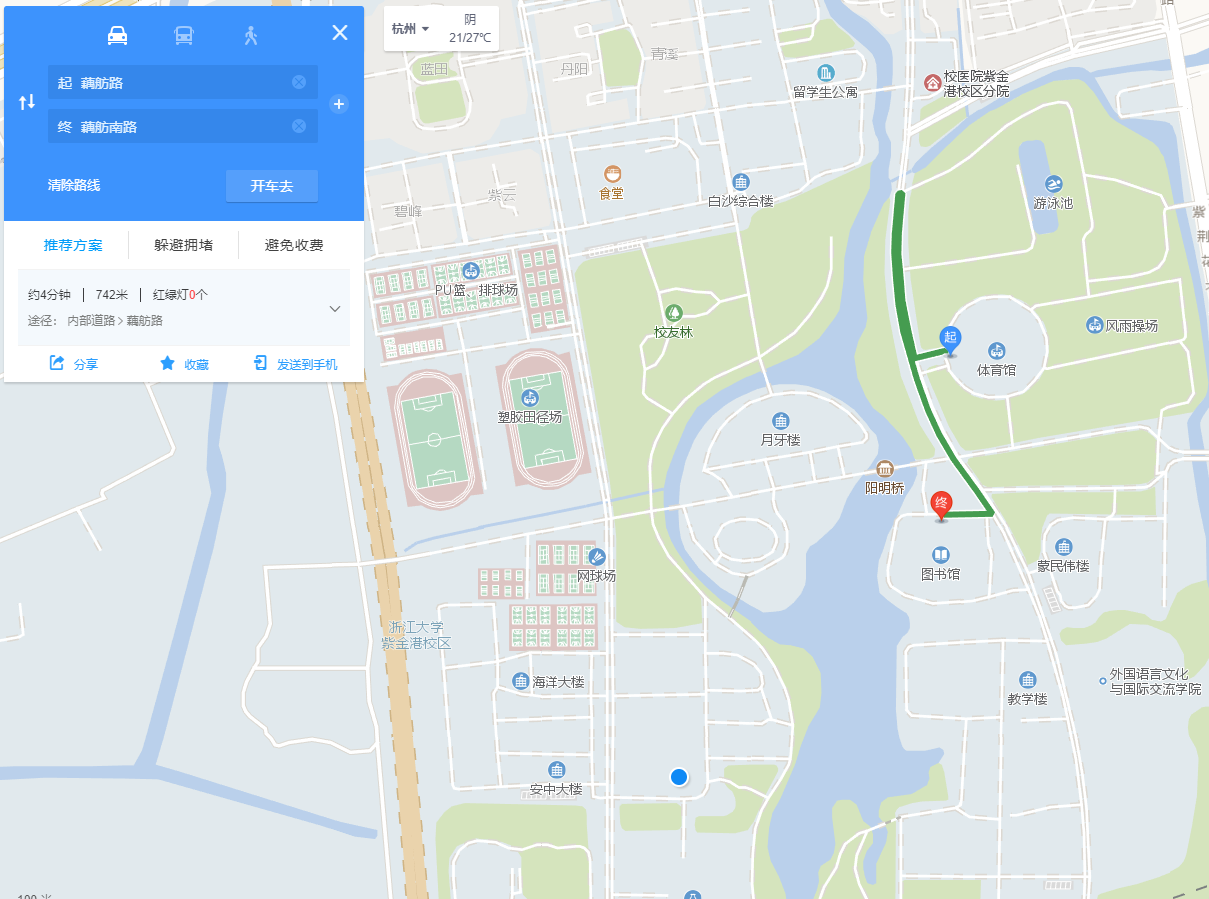 杭州
阴
21/27℃
起 藕舫路
终 藕舫南路
清除路线
开车去
推荐方案
躲避拥堵
避免收费
约4分钟 | 742米 | 红绿灯0个
途径： 内部道路 > 藕舫路
分享
收藏
发送到手机
蓝田
丹阳
青溪
留学生公寓
校医院紫金
港校区分院
路
碧峰
紫云
食堂
白沙综合楼
游泳池
紫
荆
花
PU篮、排球场
校友林
起
体育馆
风雨操场
塑胶田径场
月牙楼
阳明桥
终
图书馆
蒙民伟楼
网球场
浙江大学
紫金港校区
海洋大楼
教学楼
外国语言文化
与国际交流学院
安中大楼
100 米